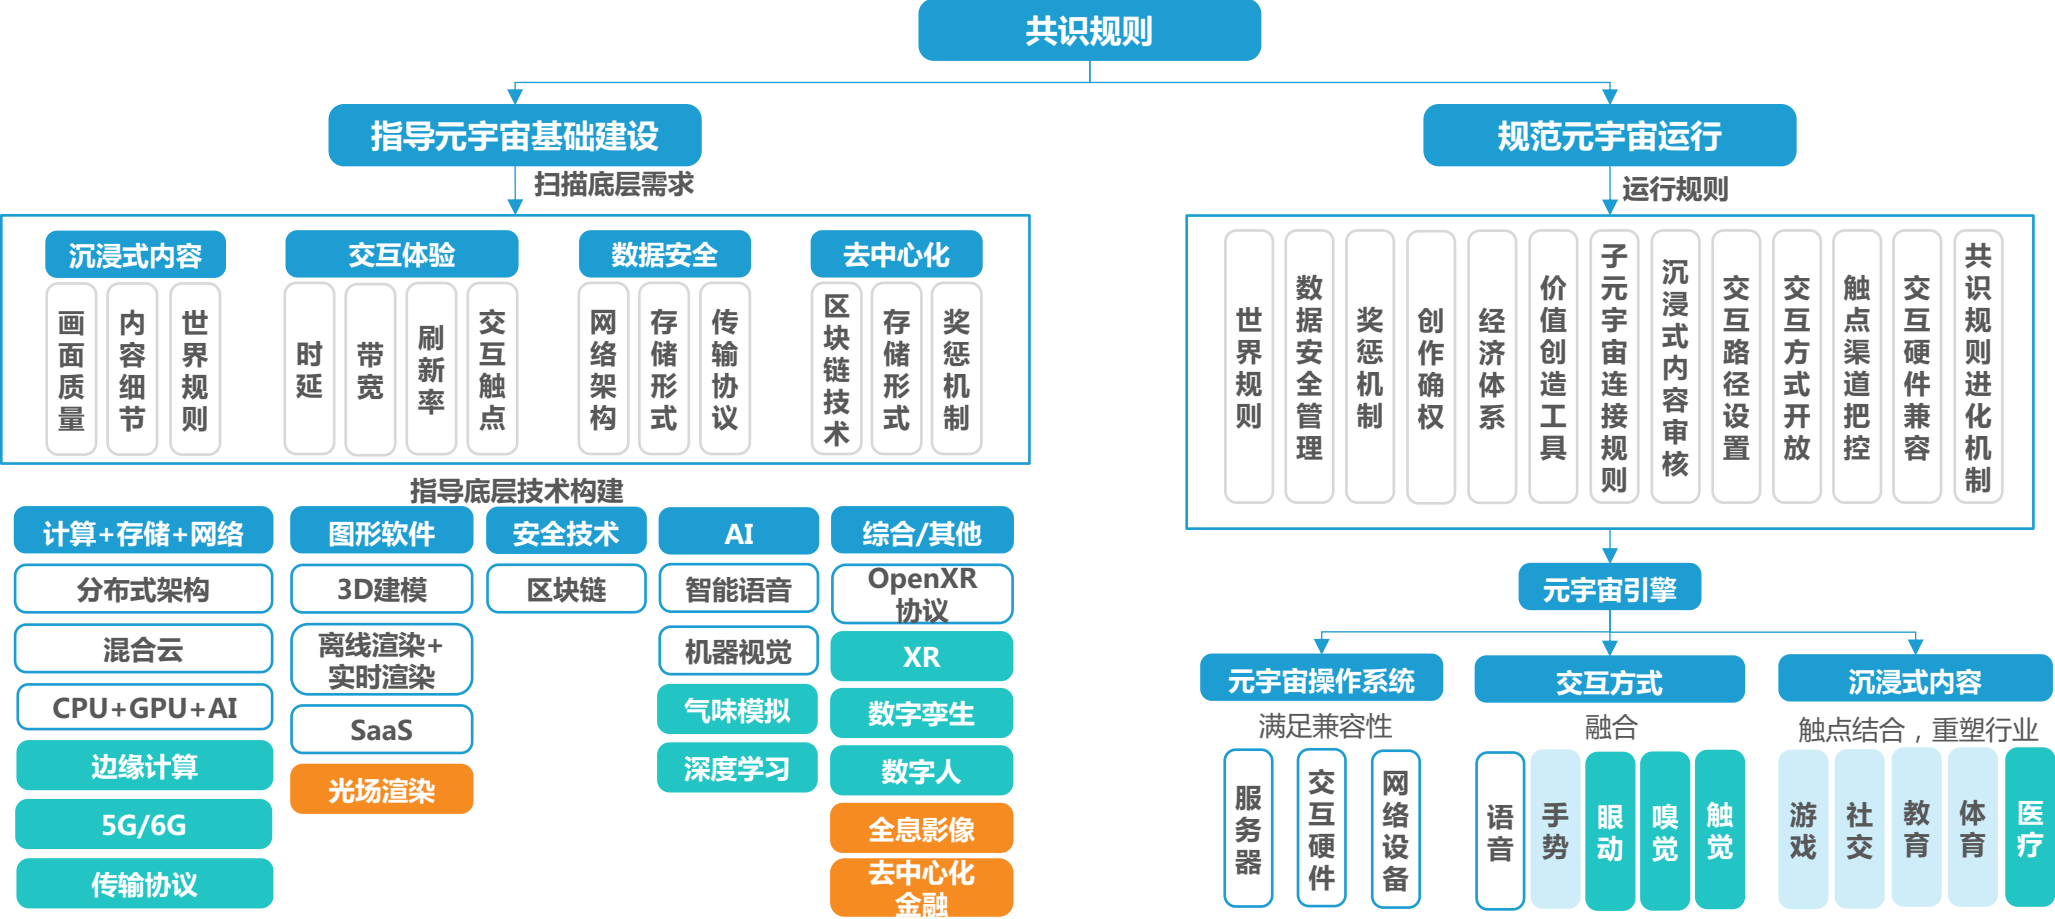 共识规则
指导元宇宙基础建设
扫描底层需求
沉浸式内容
画面质量
内容细节
世界规则
交互体验
时延
带宽
刷新率
交互触点
数据安全
网络架构
存储形式
传输协议
去中心化
区块链技术
存储形式
奖惩机制
指导底层技术构建
计算+存储+网络
分布式架构
混合云
CPU+GPU+AI
边缘计算
5G/6G
传输协议
图形软件
3D建模
离线渲染+
实时渲染
SaaS
光场渲染
安全技术
区块链
AI
智能语音
机器视觉
气味模拟
深度学习
综合/其他
OpenXR
协议
XR
数字孪生
数字人
全息影像
去中心化
金融
规范元宇宙运行
运行规则
世界规则
数据安全管理
奖惩机制
创作确权
经济体系
价值创造工具
子元宇宙连接规则
沉浸式内容审核
交互路径设置
交互方式开放
触点渠道把控
交互硬件兼容
共识规则进化机制
元宇宙引擎
元宇宙操作系统
满足兼容性
服务器
交互硬件
网络设备
交互方式
融合
语音
手势
眼动
嗅觉
触觉
沉浸式内容
触点结合，重塑行业
游戏
社交
教育
体育
医疗